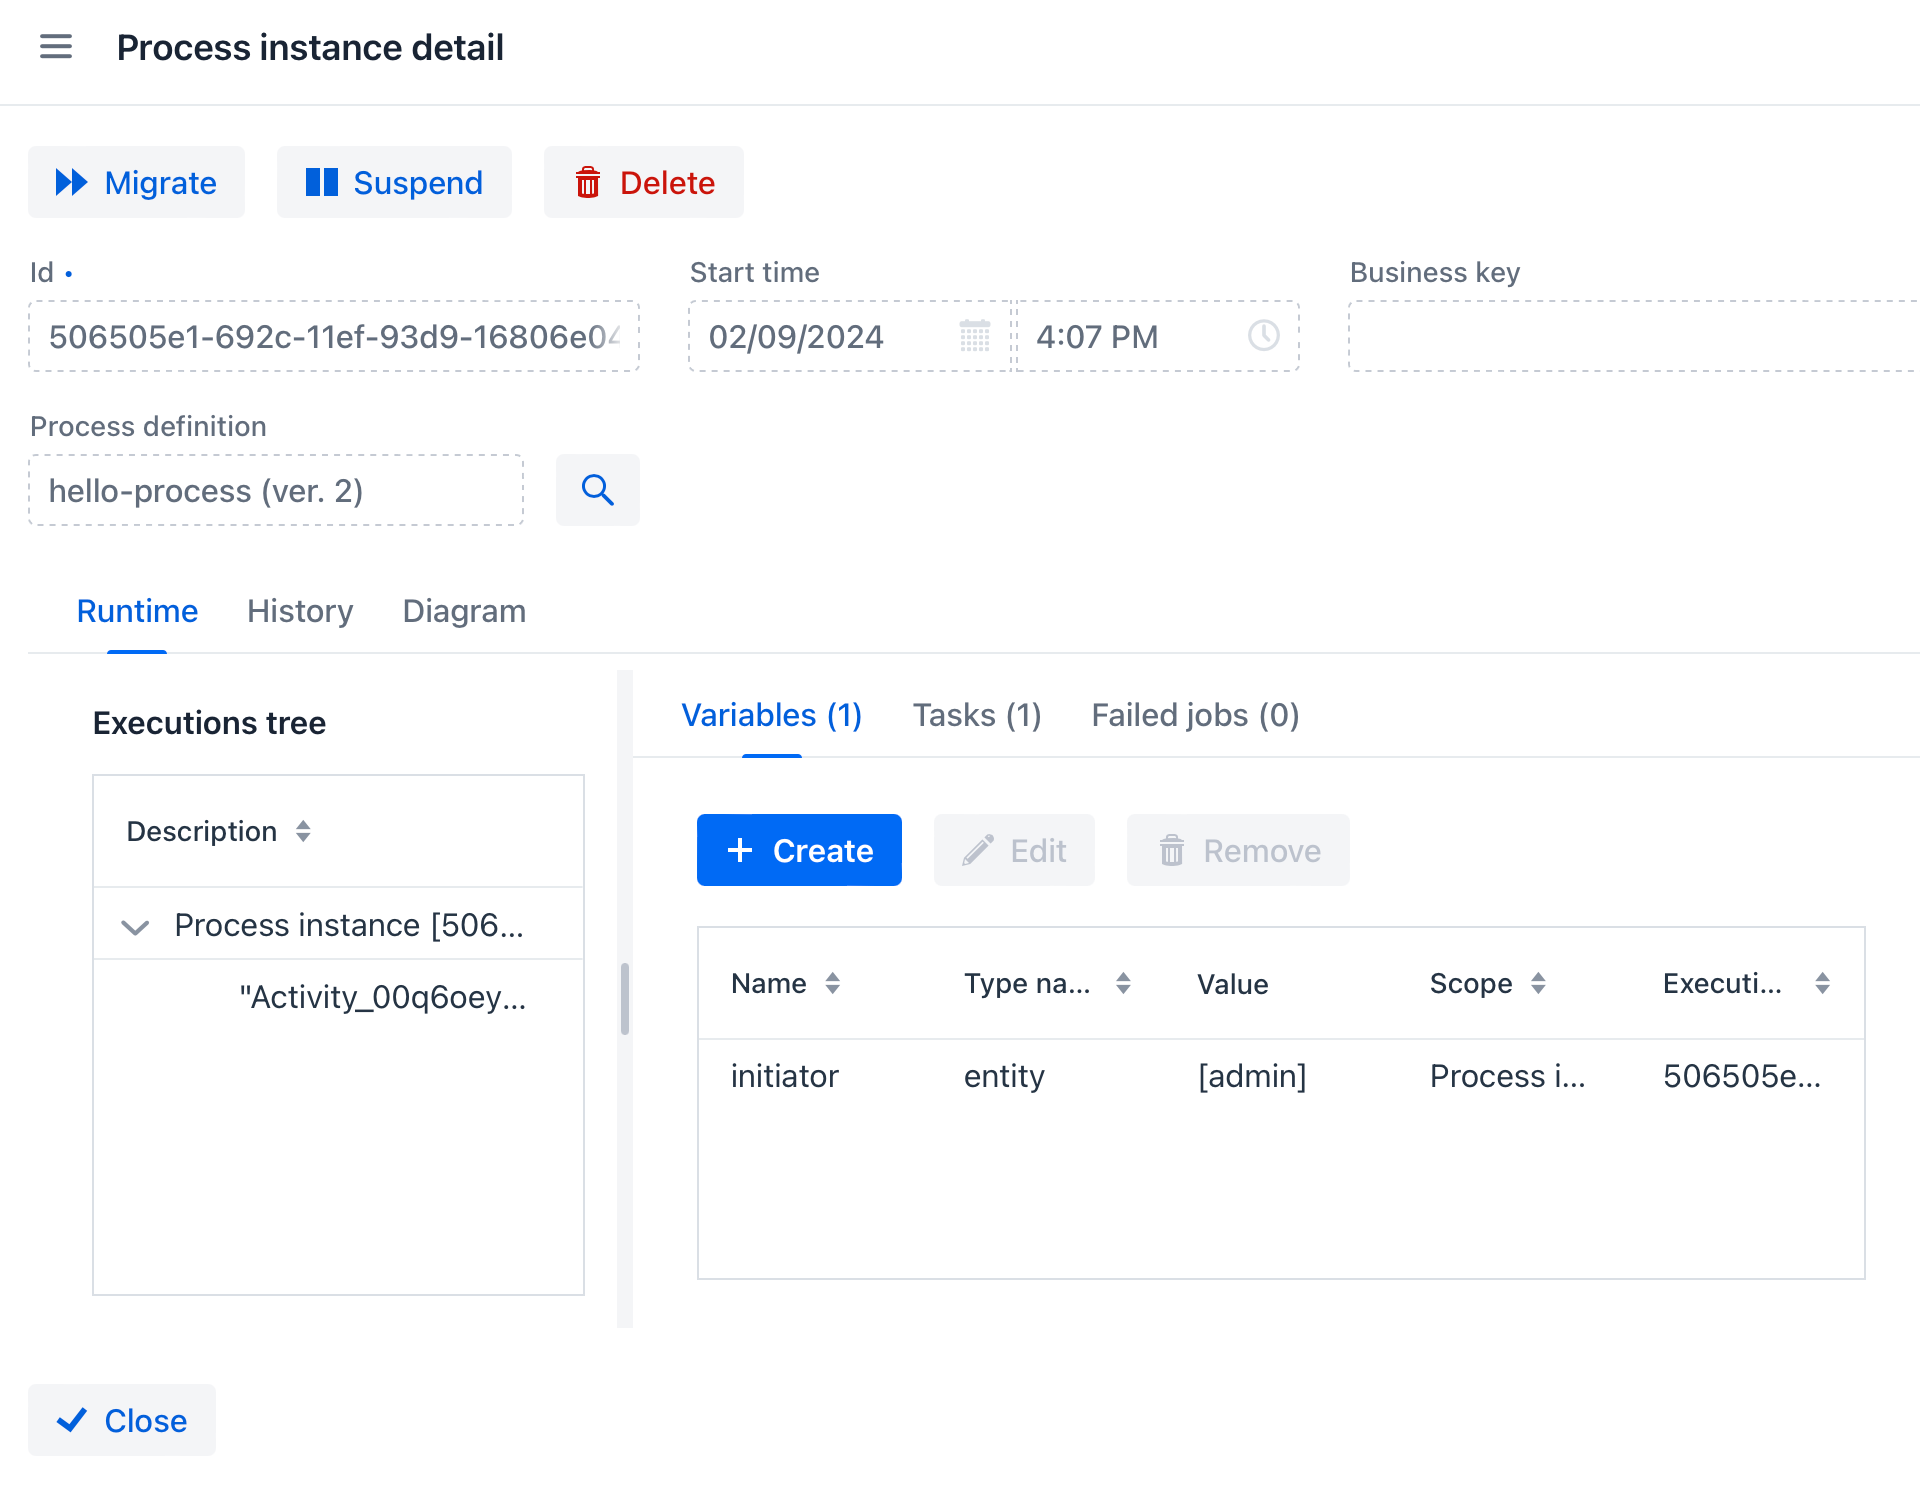 Process instance detail
Migrate Suspend Delete
Id • Start time Business key
506505e1-692c-11ef-93d9-16806e0 02/09/2024 4:07 PM
Process definition
hello-process (ver. 2)
Runtime History Diagram
Variables (1) Tasks (1) Failed jobs (0)
Executions tree
Description
Create Edit Remove
Process instance [506...
Name Type na... Value Scope Executi...
"Activity_00q6oey...
initiator entity [admin] Process i... 506505e...
Close